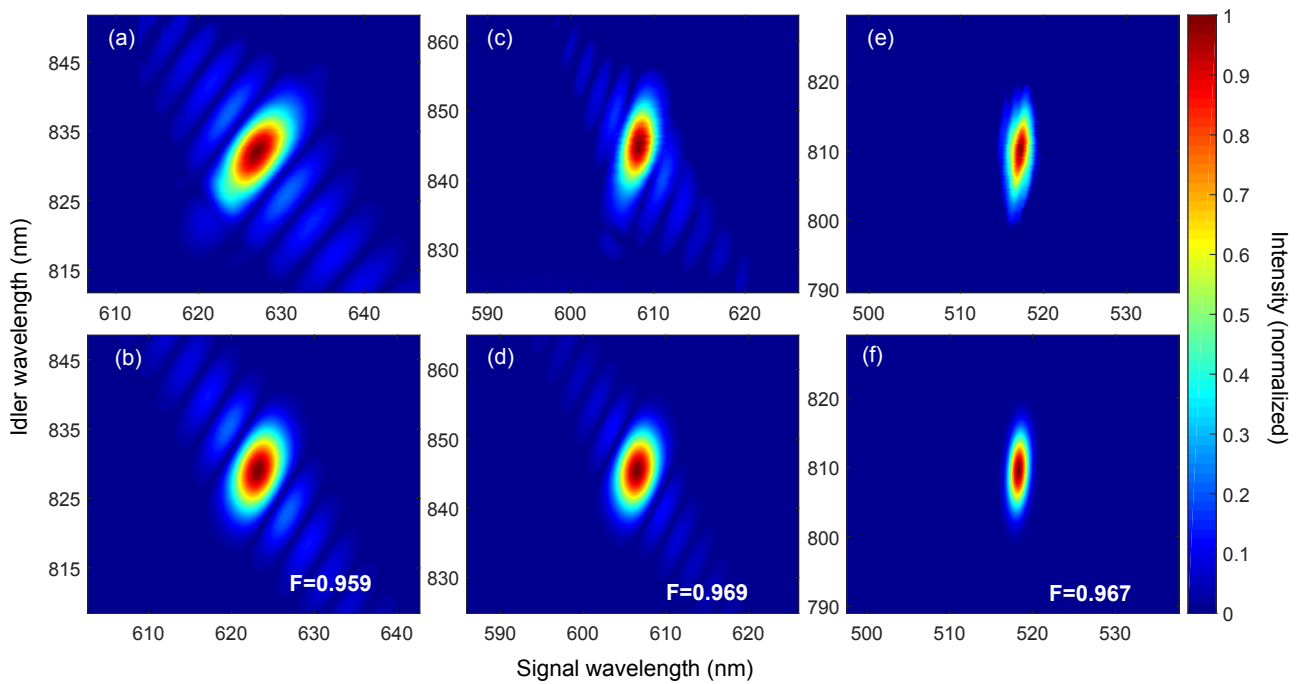 (a)
845
835
825
815
610 620 630 640
(c)
860
850
840
830
590 600 610 620
(e)
820
810
800
790
500 510 520 530
(b)
845
835
825
815
F=0.959
610 620 630 640
(d)
860
850
840
830
F=0.969
590 600 610 620
(f)
820
810
800
790
F=0.967
500 510 520 530
1
0.9
0.8
0.7
0.6
0.5
0.4
0.3
0.2
0.1
0
Idler wavelength (nm)
Signal wavelength (nm)
Intensity (normalized)